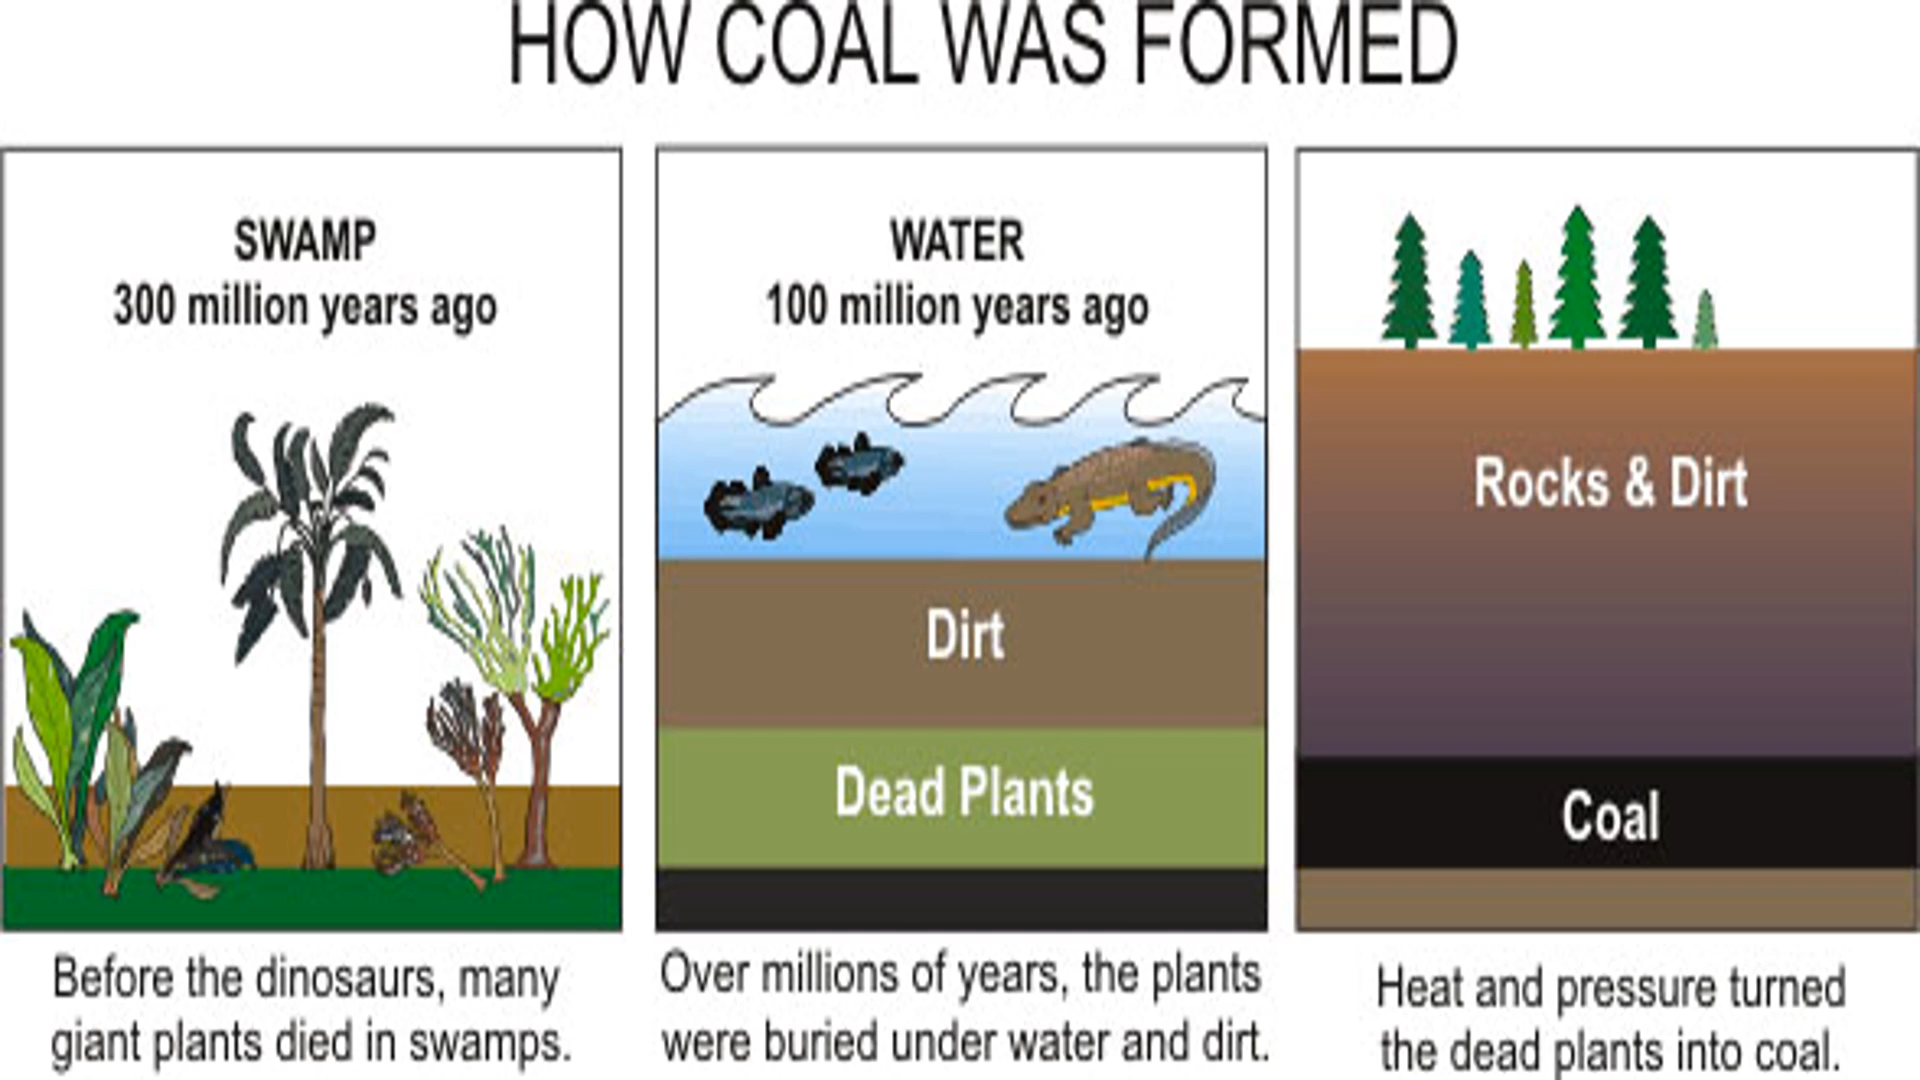 HOW COAL WAS FORMED
SWAMP
300 million years ago
Before the dinosaurs, many
giant plants died in swamps.
WATER
100 million years ago
Dirt
Dead Plants
Over millions of years, the plants
were buried under water and dirt.
Rocks & Dirt
Coal
Heat and pressure turned
the dead plants into coal.